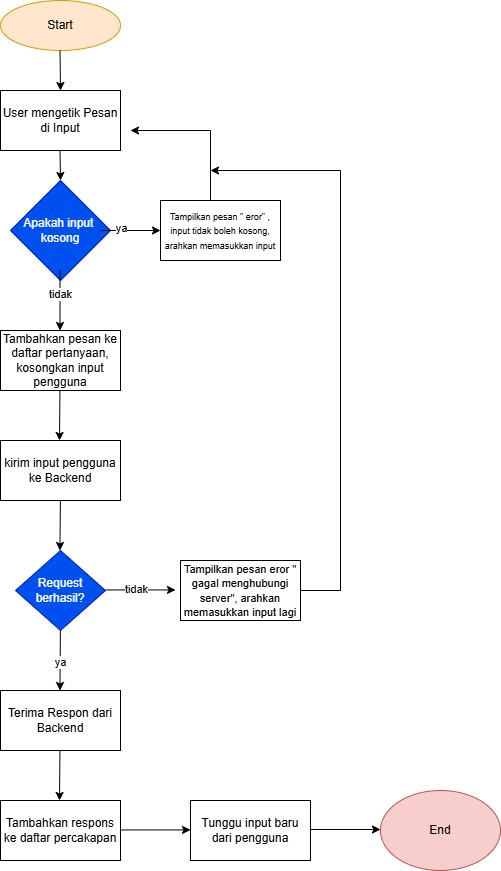 Start
User mengetik Pesan
di Input
Apakah input
kosong
ya
Tampilkan pesan " eror" ,
input tidak boleh kosong,
arahkan memasukkan input
tidak
Tambahkan pesan ke
daftar pertanyaan,
kosongkan input
pengguna
kirim input pengguna
ke Backend
Request
berhasil?
tidak
Tampilkan pesan eror "
gagal menghubungi
server", arahkan
memasukkan input lagi
ya
Terima Respon dari
Backend
Tambahkan respons
ke daftar percakapan
Tunggu input baru
dari pengguna
End